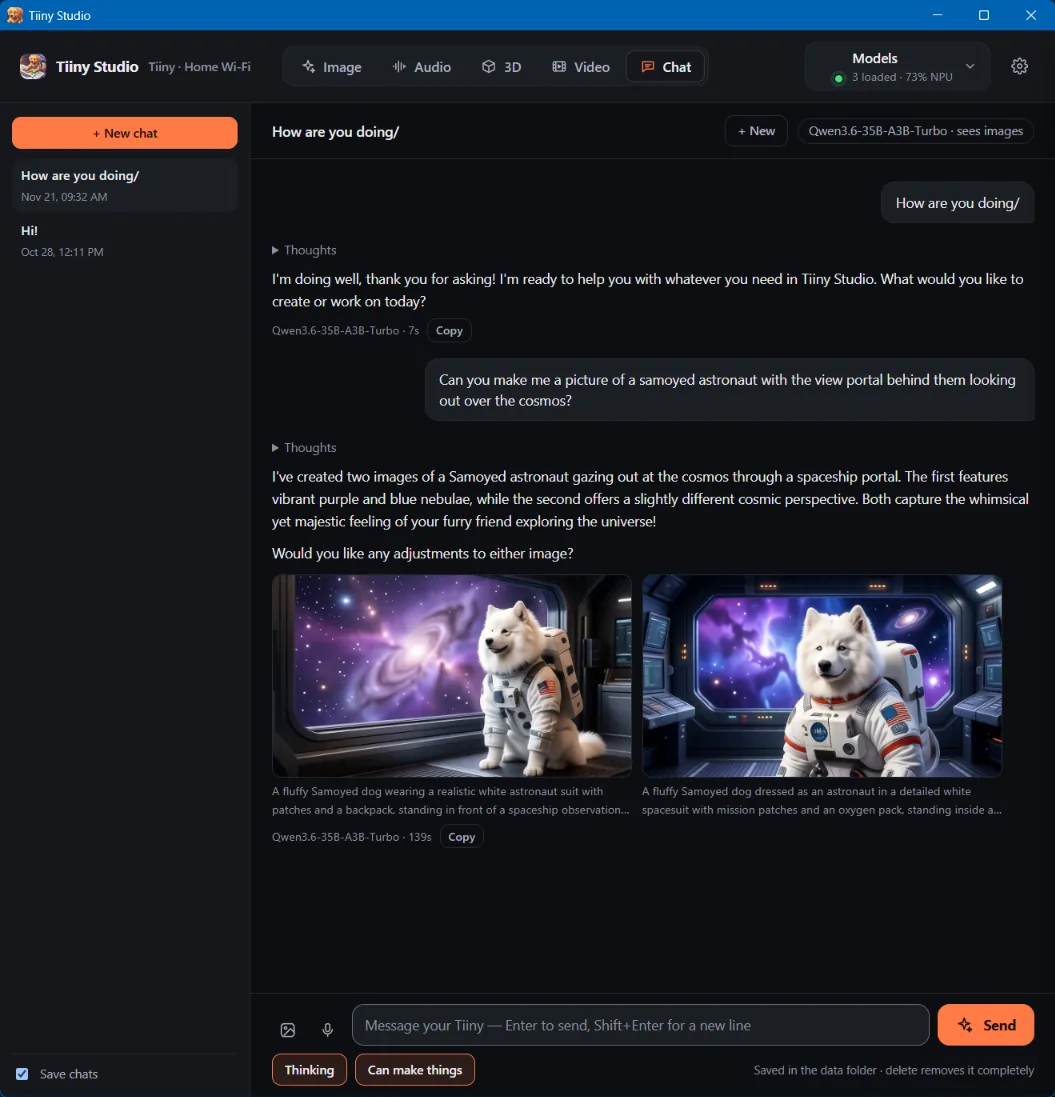 Tiiny Studio
Tiiny Studio
Tiiny · Home Wi-Fi
Image
Audio
3D
Video
Chat
Models
3 loaded · 73% NPU
+ New chat
How are you doing/
Nov 21, 09:32 AM
Hi!
Oct 28, 12:11 PM
How are you doing/
+ New
Qwen3.6-35B-A3B-Turbo · sees images
How are you doing/
Thoughts
I'm doing well, thank you for asking! I'm ready to help you with whatever you need in Tiiny Studio. What would you like to
create or work on today?
Qwen3.6-35B-A3B-Turbo · 7s
Copy
Can you make me a picture of a samoyed astronaut with the view portal behind them looking
out over the cosmos?
Thoughts
I've created two images of a Samoyed astronaut gazing out at the cosmos through a spaceship portal. The first features
vibrant purple and blue nebulae, while the second offers a slightly different cosmic perspective. Both capture the whimsical
yet majestic feeling of your furry friend exploring the universe!
Would you like any adjustments to either image?
A fluffy Samoyed dog wearing a realistic white astronaut suit with
patches and a backpack, standing in front of a spaceship observation...
A fluffy Samoyed dog dressed as an astronaut in a detailed white
spacesuit with mission patches and an oxygen pack, standing inside a...
Qwen3.6-35B-A3B-Turbo · 139s
Copy
Message your Tiiny — Enter to send, Shift+Enter for a new line
Send
Thinking
Can make things
Saved in the data folder · delete removes it completely
Save chats